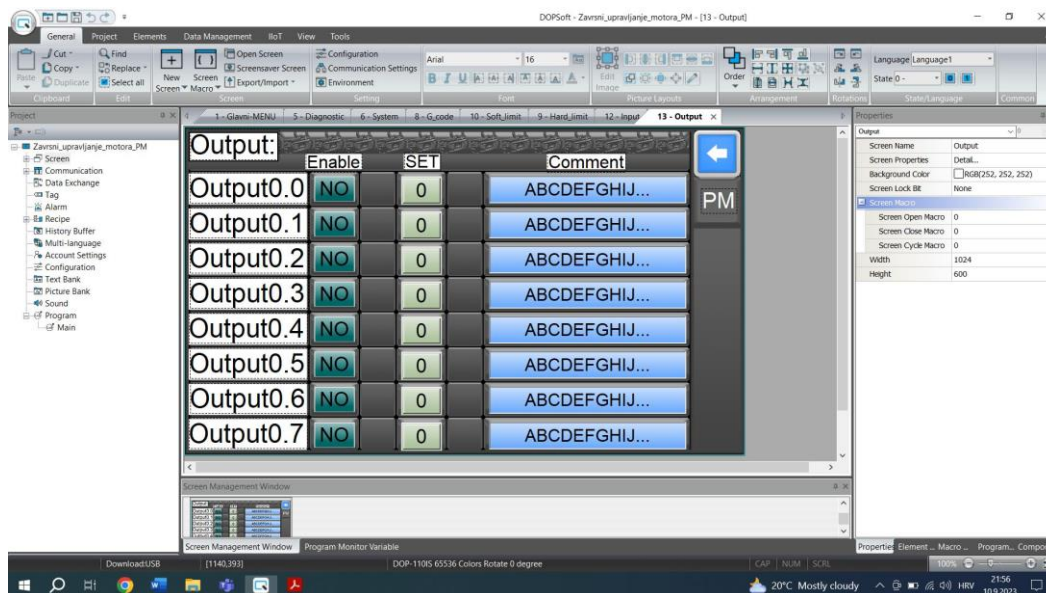 DOPSoft - Zavrsni_upravljanje_motora_PM - [13 - Output]
General Project Elements Data Management IIoT View Tools
Paste
Cut
Copy
Duplicate
Clipboard
Find
Replace
Select all
Edit
New Screen
Screen Macro
Open Screen
Screensaver Screen
Export/Import
Screen
Configuration
Communication Settings
Environment
Setting
Arial 16
B I U A A A A A A
Font
Edit Image
Picture Layouts
Order
Arrangement
Rotations
Language Language1
State 0 -
State/Language
Common
Project
1 - Glavni-MENU 5 - Diagnostic 6 - System 8 - G_code 10 - Soft_limit 9 - Hard_limit 12 - Input 13 - Output
Zavrsni_upravljanje_motora_PM
Screen
Communication
Data Exchange
Tag
Alarm
Recipe
History Buffer
Multi-language
Account Settings
Configuration
Text Bank
Picture Bank
Sound
Program
Main
Output:
Enable SET Comment
Output0.0 NO 0 ABCDEFGHIJ...
Output0.1 NO 0 ABCDEFGHIJ...
Output0.2 NO 0 ABCDEFGHIJ...
Output0.3 NO 0 ABCDEFGHIJ...
Output0.4 NO 0 ABCDEFGHIJ...
Output0.5 NO 0 ABCDEFGHIJ...
Output0.6 NO 0 ABCDEFGHIJ...
Output0.7 NO 0 ABCDEFGHIJ...
PM
Properties
Output
Screen Name Output
Screen Properties Detail...
Background Color RGB(252, 252, 252)
Screen Lock Bit None
Screen Macro
Screen Open Macro 0
Screen Close Macro 0
Screen Cycle Macro 0
Width 1024
Height 600
Screen Management Window
Screen Management Window Program Monitor Variable
Properties Element ... Macro ... Program... Compo
Download:USB [1140,393] DOP-110IS 65536 Colors Rotate 0 degree CAP NUM SCRL 100%
20°C Mostly cloudy HRV 21:56
10.9.2023.